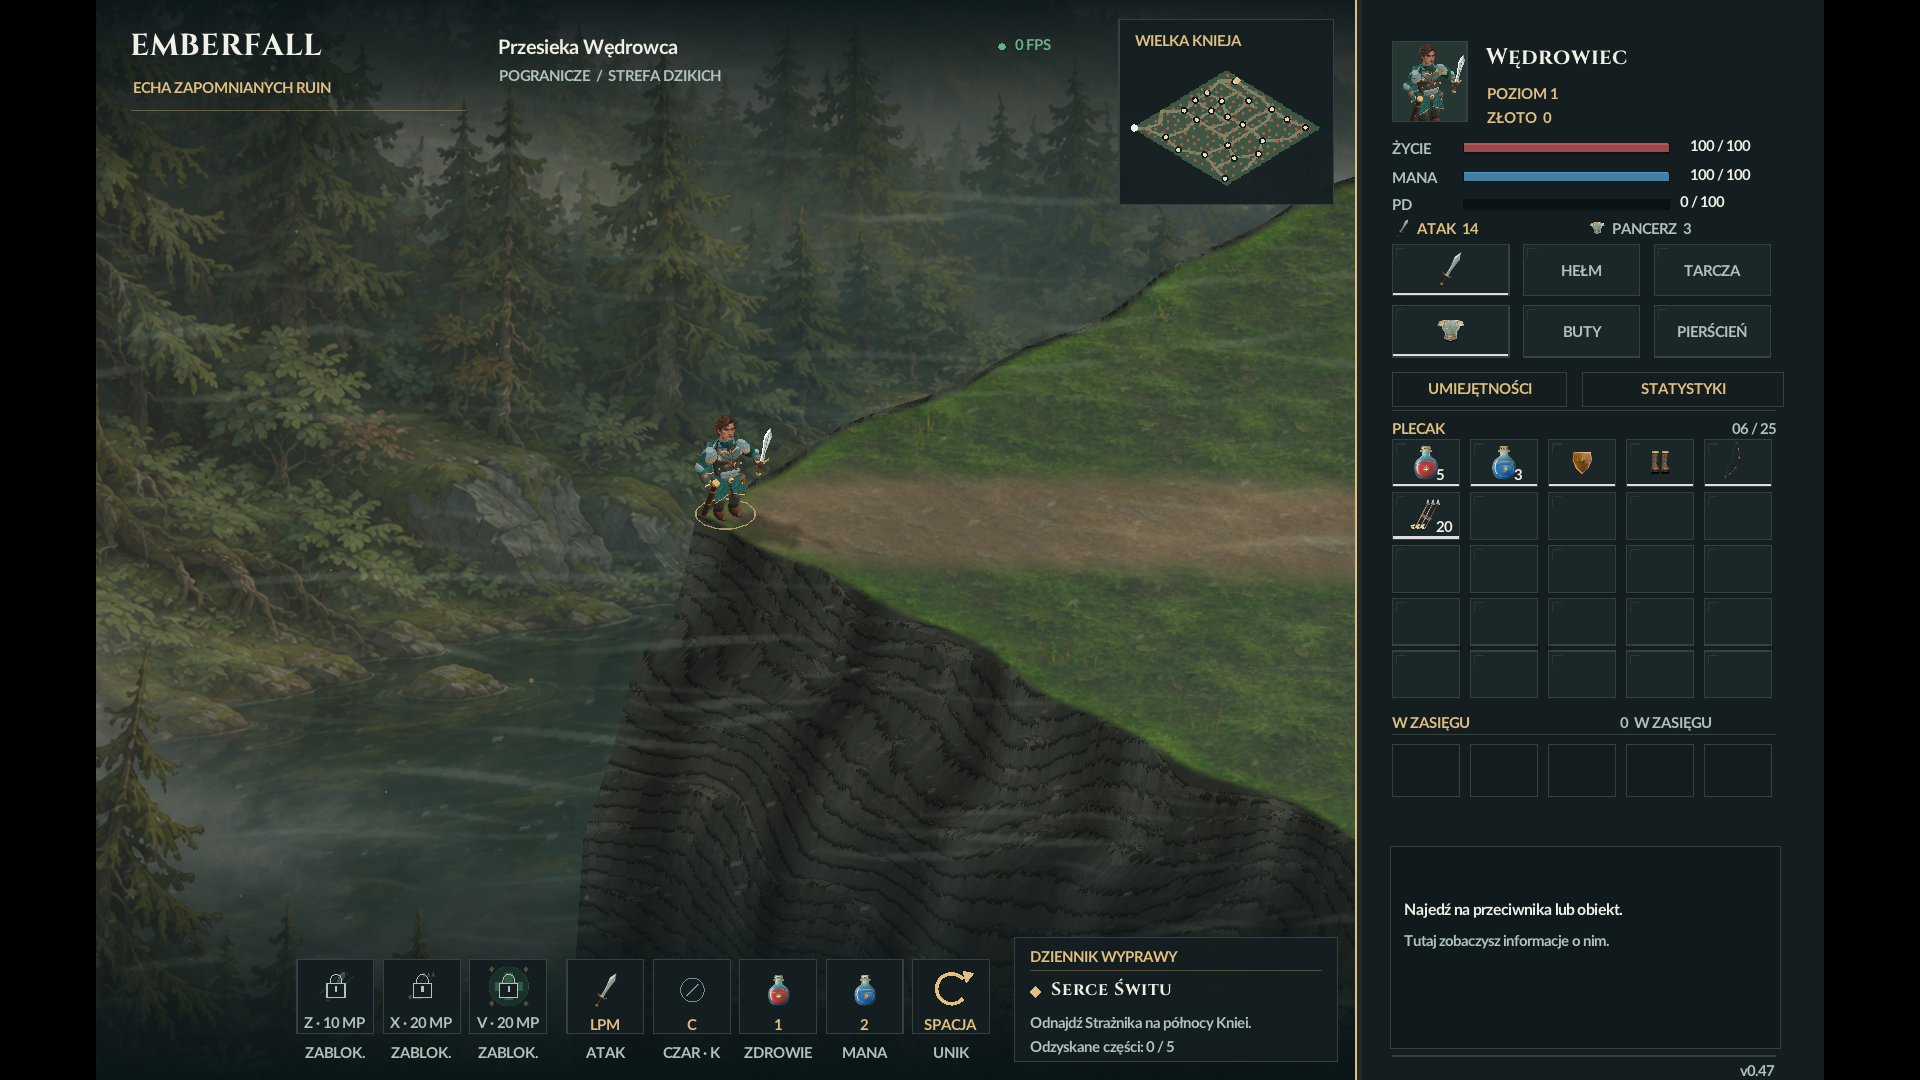 EMBERFALL
ECHA ZAPOMNIANYCH RUIN
Przesieka Wędrowca
POGRANICZE / STREFA DZIKICH
0 FPS
WIELKA KNIEJA
Wędrowiec
POZIOM 1
ZŁOTO 0
ŻYCIE 100 / 100
MANA 100 / 100
PD 0 / 100
ATAK 14
PANCERZ 3
HEŁM
TARCZA
BUTY
PIERŚCIEŃ
UMIEJĘTNOŚCI
STATYSTYKI
PLECAK 06 / 25
5
3
20
W ZASIĘGU 0 W ZASIĘGU
Najedź na przeciwnika lub obiekt.
Tutaj zobaczysz informacje o nim.
v0.47
Z · 10 MP
ZABLOK.
X · 20 MP
ZABLOK.
V · 20 MP
ZABLOK.
LPM
ATAK
C
CZAR · K
1
ZDROWIE
2
MANA
SPACJA
UNIK
DZIENNIK WYPRAWY
Serce Świtu
Odnajdź Strażnika na północy Kniei.
Odzyskane części: 0 / 5